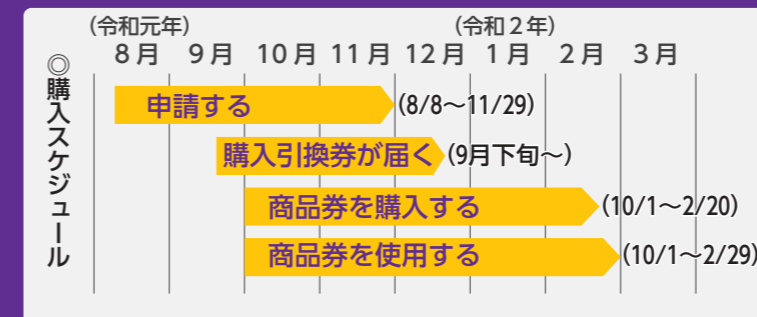 (令和元年)
(令和2年)
8月 9月 10月 11月 12月 1月 2月 3月
◎購入スケジュール
申請する (8/8〜11/29)
購入引換券が届く (9月下旬〜)
商品券を購入する (10/1〜2/20)
商品券を使用する (10/1〜2/29)